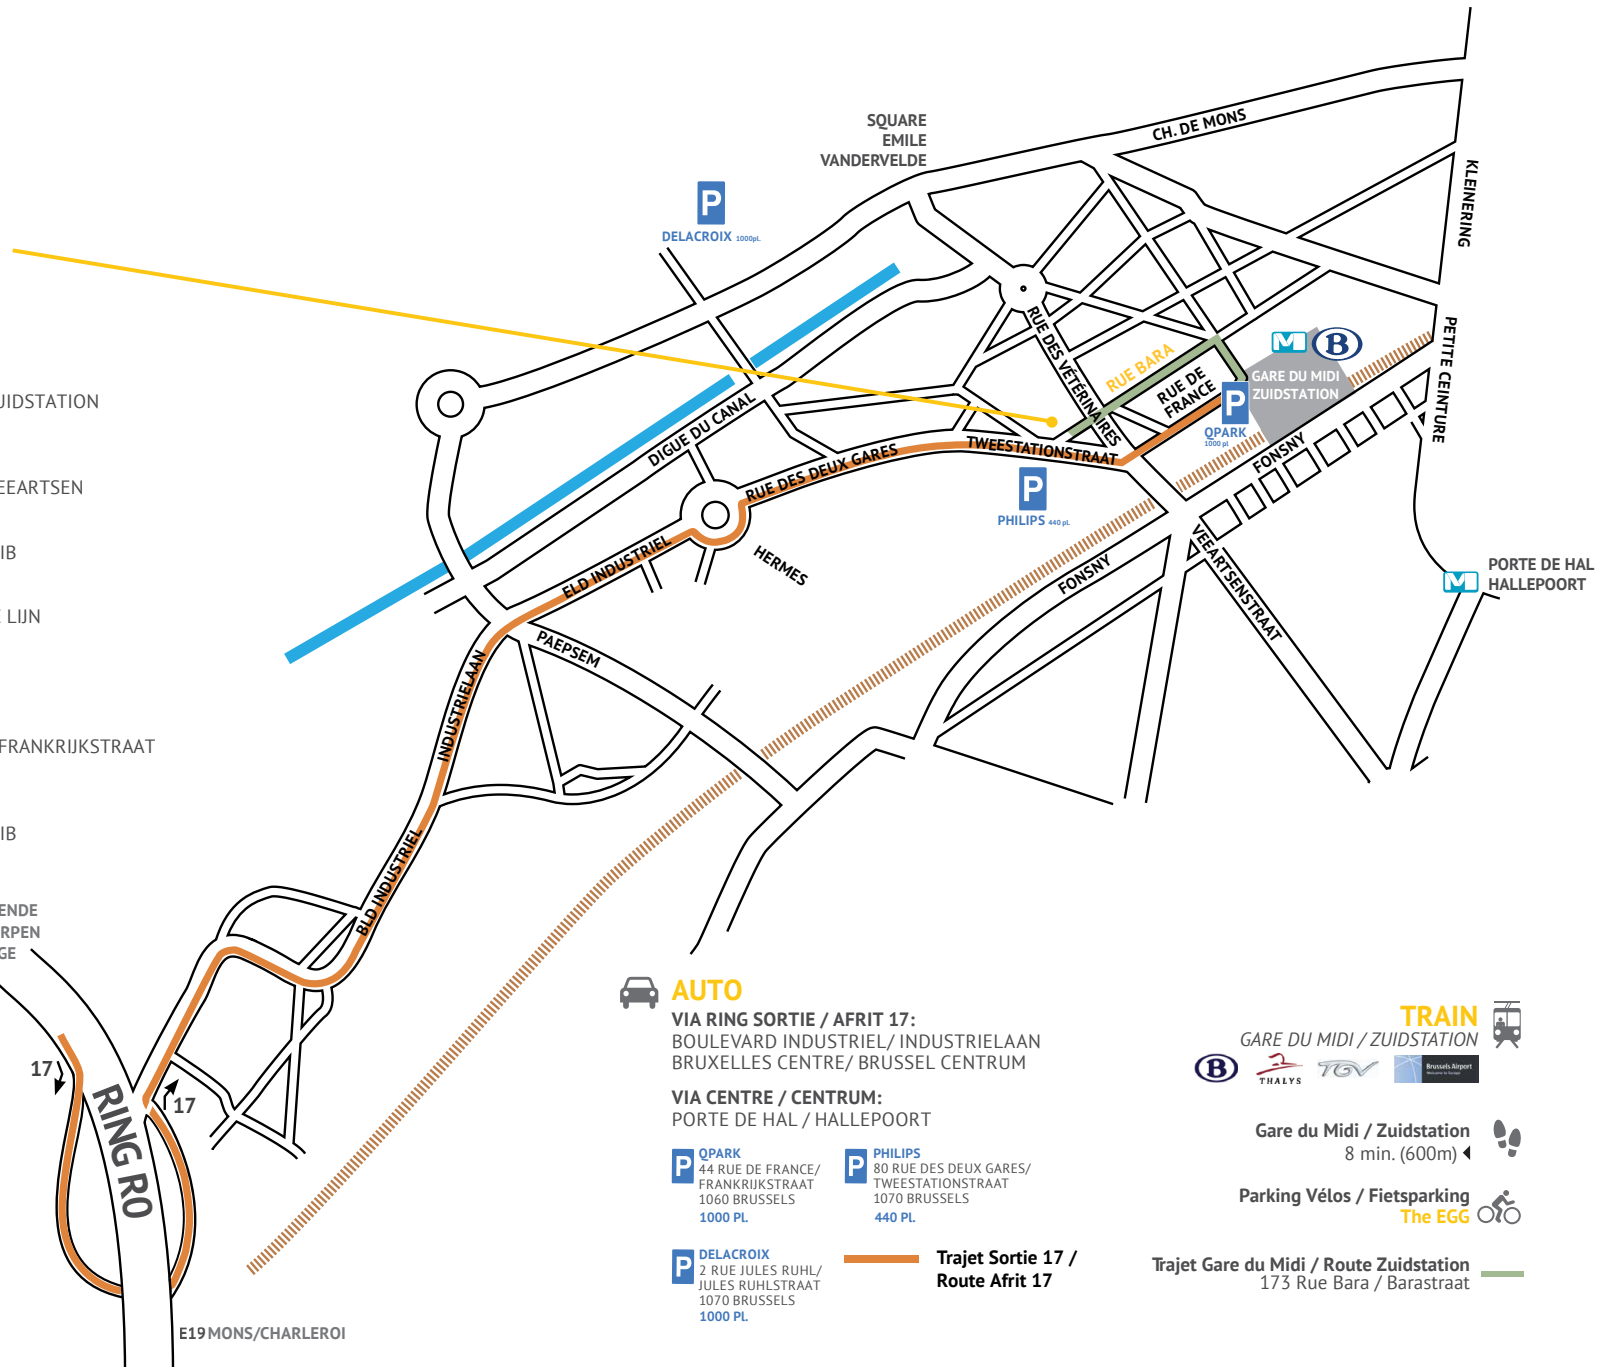 SQUARE
EMILE
VANDERVELDE
CH. DE MONS
KLEINERING
P
DELACROIX 1000pl.
RUE DES VÉTÉRINAIRES
RUE BARA
RUE DE
FRANCE
M B
GARE DU MIDI
ZUIDSTATION
PETITE CEINTURE
P
QPARK
1000 pl
FONSNY
DIGUE DU CANAL
RUE DES DEUX GARES
TWEESTATIONSTRAAT
P
PHILIPS 440 pl.
HERMES
ELD INDUSTRIEL
FONSNY
VEEARTSENSTRAAT
M
PORTE DE HAL
HALLEPOORT
PAEPSEM
INDUSTRIELAAN
BLD INDUSTRIEL
UIDSTATION
EEARTSEN
IB
LIJN
FRANKRIJKSTRAAT
IB
ENDE
RPEN
GE
17
17
RING R0
E19 MONS/CHARLEROI
AUTO
VIA RING SORTIE / AFRIT 17:
BOULEVARD INDUSTRIEL/ INDUSTRIELAAN
BRUXELLES CENTRE/ BRUSSEL CENTRUM
VIA CENTRE / CENTRUM:
PORTE DE HAL / HALLEPOORT
P
QPARK
44 RUE DE FRANCE/
FRANKRIJKSTRAAT
1060 BRUSSELS
1000 Pl.
P
PHILIPS
80 RUE DES DEUX GARES/
TWEESTATIONSTRAAT
1070 BRUSSELS
440 Pl.
P
DELACROIX
2 RUE JULES RUHL/
JULES RUHLSTRAAT
1070 BRUSSELS
1000 Pl.
Trajet Sortie 17 /
Route Afrit 17
TRAIN
GARE DU MIDI / ZUIDSTATION
B THALYS TGV Brussels Airport
Gare du Midi / Zuidstation
8 min. (600m)
Parking Vélos / Fietsparking
The EGG
Trajet Gare du Midi / Route Zuidstation
173 Rue Bara / Barastraat